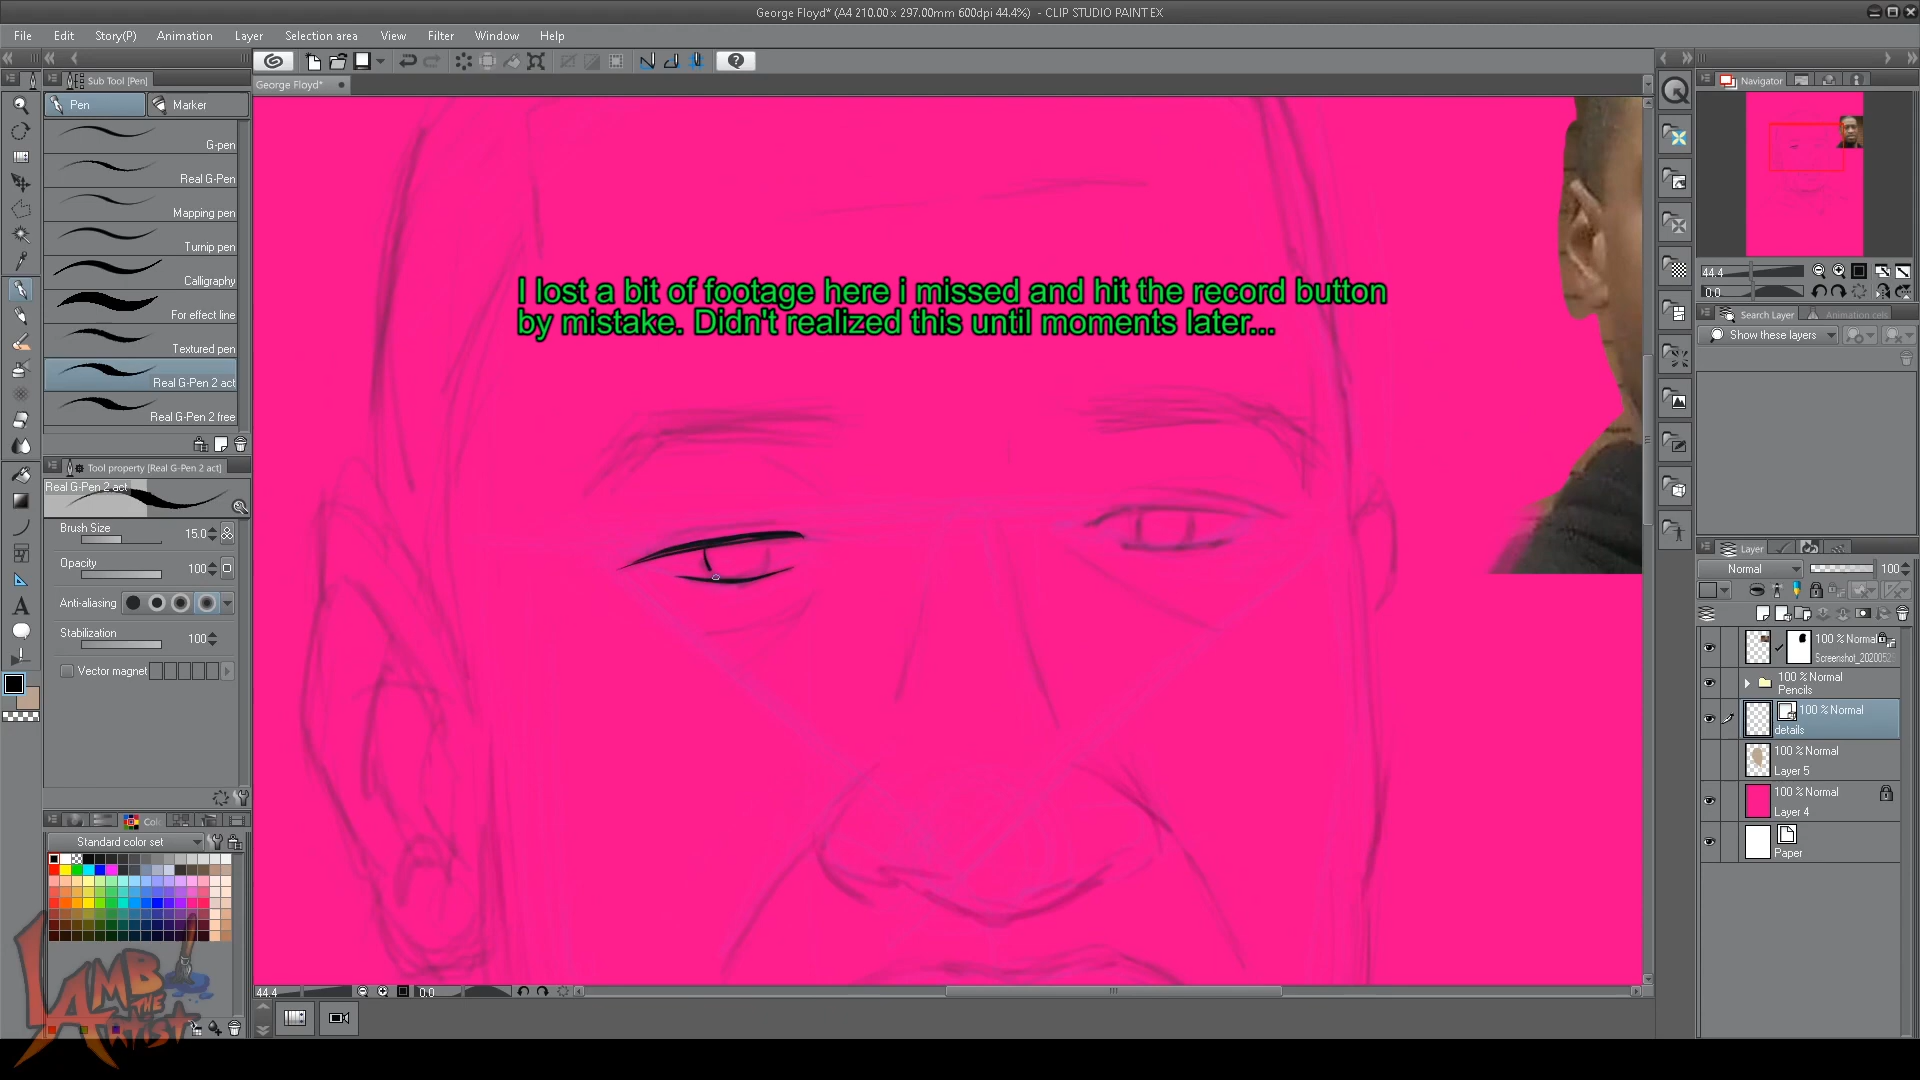 George Floyd* (A4 210.00 x 297.00mm 600dpi 44.4%) - CLIP STUDIO PAINT EX
File Edit Story(P) Animation Layer Selection area View Filter Window Help
Sub Tool [Pen]
Pen Marker
G-pen
Real G-Pen
Mapping pen
Turnip pen
Calligraphy
For effect line
Textured pen
Real G-Pen 2 act
Real G-Pen 2 free
Tool property [Real G-Pen 2 act]
Real G-Pen 2 act
Brush Size 15.0
Opacity 100
Anti-aliasing
Stabilization 100
Vector magnet
Standard color set
LAMB
THE
ARTIST
George Floyd*
I lost a bit of footage here i missed and hit the record button
by mistake. Didn't realized this until moments later...
44.4 0.0
Navigator
44.4
0.0
Search Layer Animation cels
Show these layers
Layer
Normal 100
100 % Normal
Screenshot_202005
100 % Normal
Pencils
100 % Normal
details
100 % Normal
Layer 5
100 % Normal
Layer 4
Paper